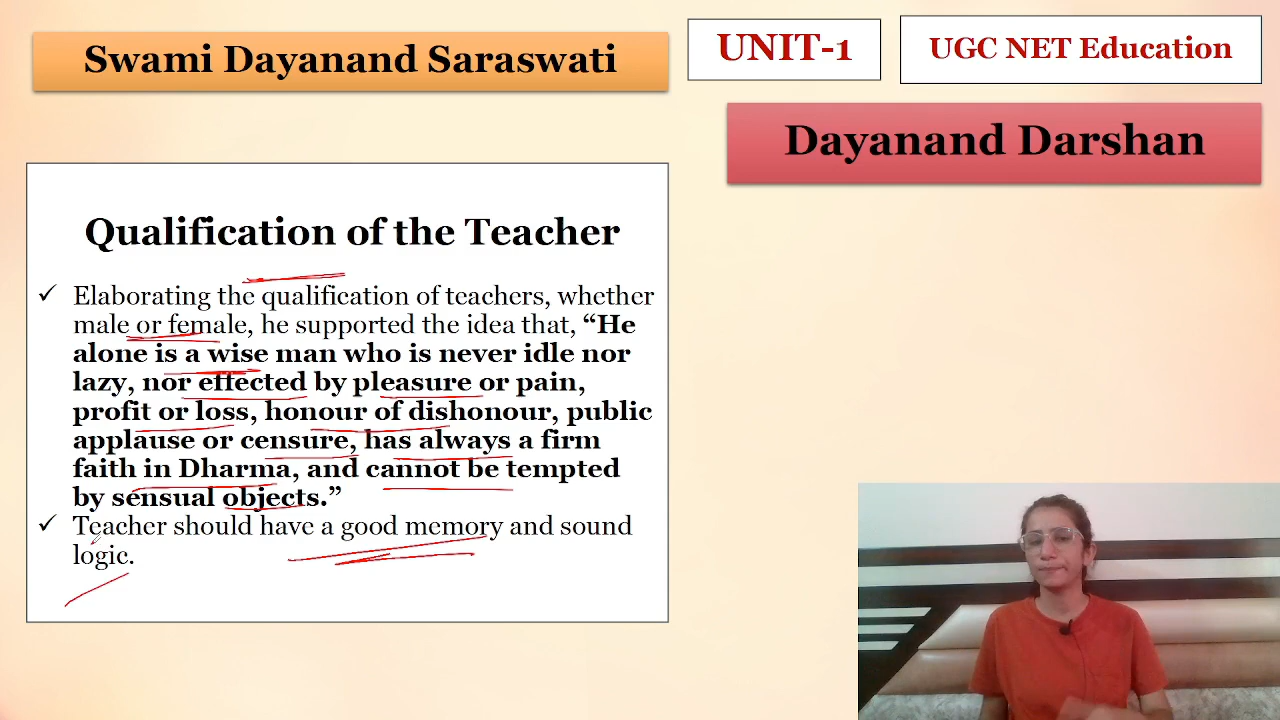 Swami Dayanand Saraswati
UNIT-1
UGC NET Education
Dayanand Darshan
Qualification of the Teacher
✓ Elaborating the qualification of teachers, whether
male or female, he supported the idea that, “He
alone is a wise man who is never idle nor
lazy, nor effected by pleasure or pain,
profit or loss, honour of dishonour, public
applause or censure, has always a firm
faith in Dharma, and cannot be tempted
by sensual objects.”
✓ Teacher should have a good memory and sound
logic.